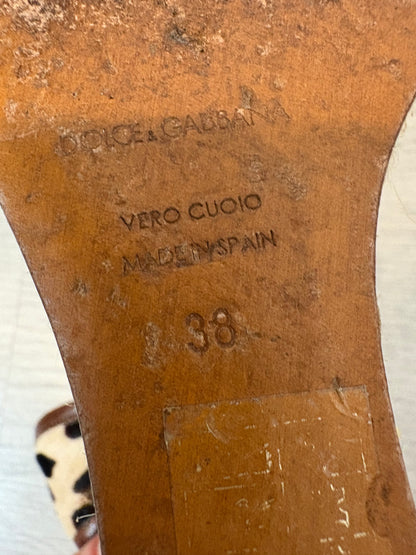 DOLCE & GABBANA
VERO CUOIO
MADE IN SPAIN
38